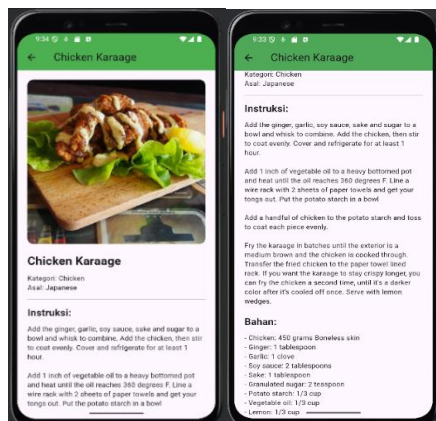 9:34
Chicken Karaage
Chicken Karaage
Kategori: Chicken
Asal: Japanese
Instruksi:
Add the ginger, garlic, soy sauce, sake and sugar to a
bowl and whisk to combine. Add the chicken, then stir
to coat evenly. Cover and refrigerate for at least 1
hour.
Add 1 inch of vegetable oil to a heavy bottomed pot
and heat until the oil reaches 360 degrees F. Line a
wire rack with 2 sheets of paper towels and get your
tongs out. Put the potato starch in a bowl
9:33
Chicken Karaage
Kategori: Chicken
Asal: Japanese
Instruksi:
Add the ginger, garlic, soy sauce, sake and sugar to a
bowl and whisk to combine. Add the chicken, then stir
to coat evenly. Cover and refrigerate for at least 1
hour.
Add 1 inch of vegetable oil to a heavy bottomed pot
and heat until the oil reaches 360 degrees F. Line a
wire rack with 2 sheets of paper towels and get your
tongs out. Put the potato starch in a bowl
Add a handful of chicken to the potato starch and toss
to coat each piece evenly.
Fry the karaage in batches until the exterior is a
medium brown and the chicken is cooked through.
Transfer the fried chicken to the paper towel lined
rack. If you want the karaage to stay crispy longer, you
can fry the chicken a second time, until it's a darker
color after it's cooled off once. Serve with lemon
wedges.
Bahan:
- Chicken: 450 grams Boneless skin
- Ginger: 1 tablespoon
- Garlic: 1 clove
- Soy sauce: 2 tablespoons
- Sake: 1 tablespoon
- Granulated sugar: 2 teaspoon
- Potato starch: 1/3 cup
- Vegetable oil: 1/3 cup
- Lemon: 1/3 cup